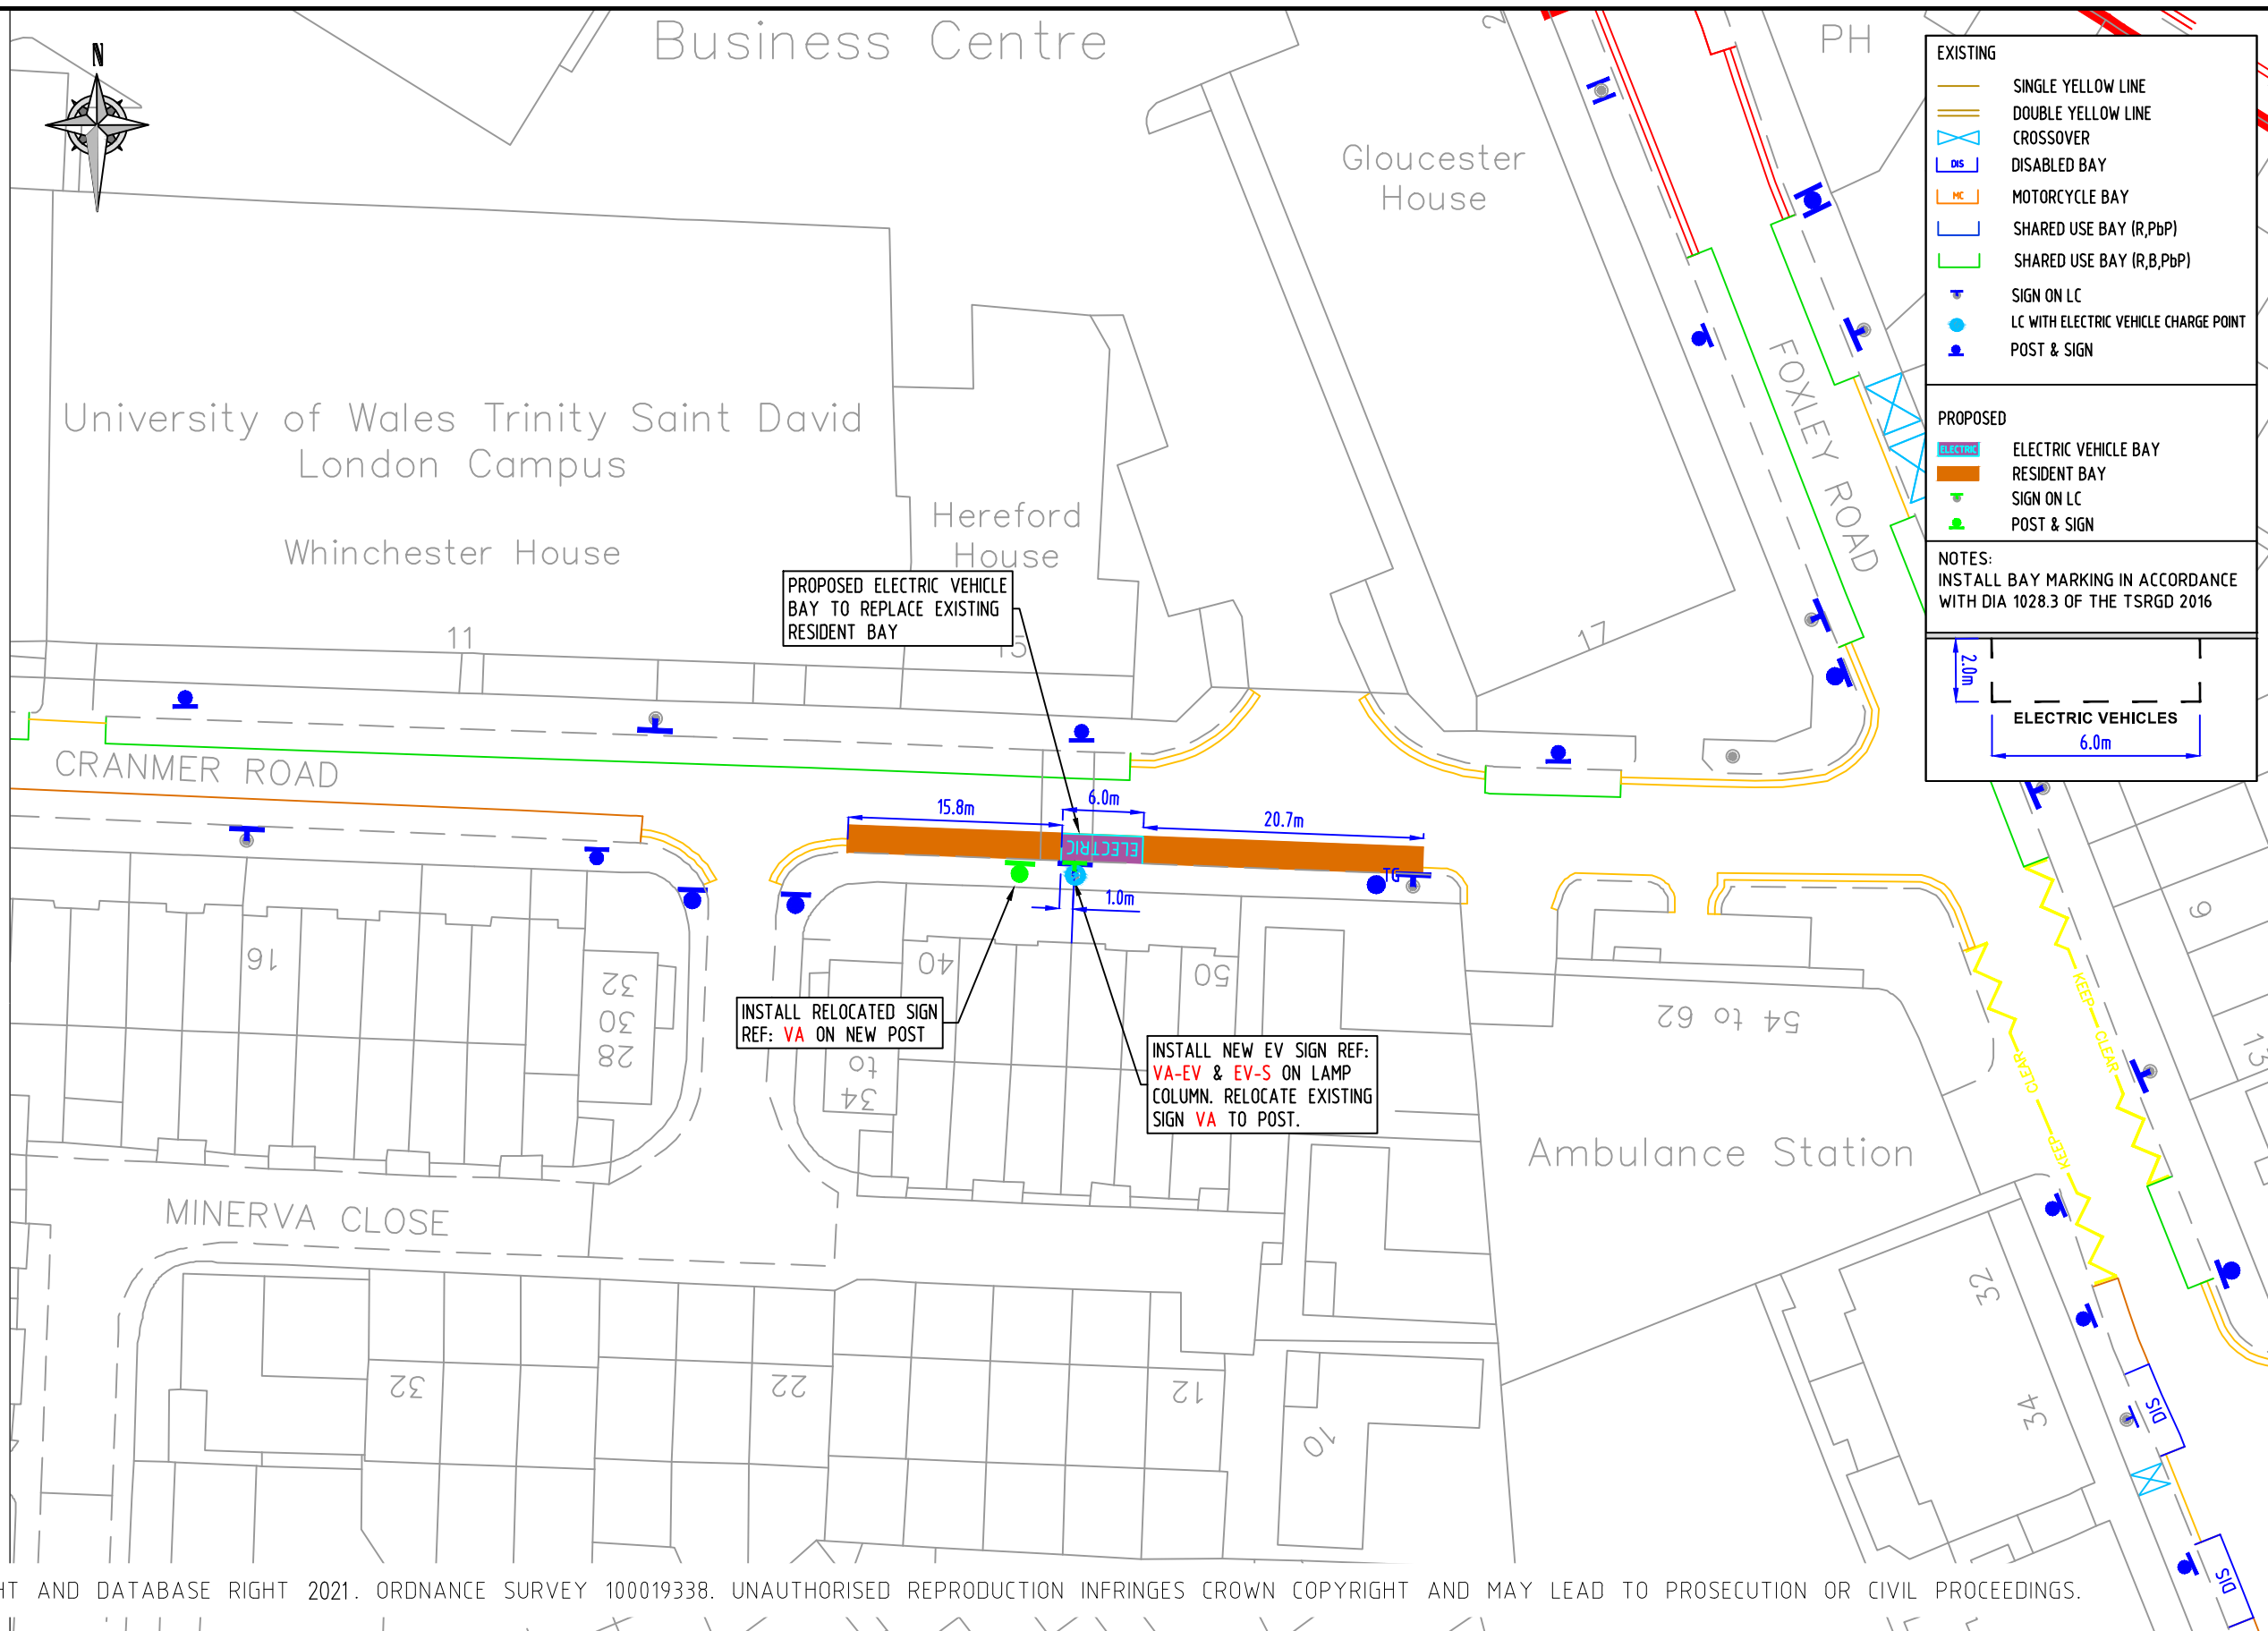 N
Business Centre
2
PH
Gloucester
House
University of Wales Trinity Saint David
London Campus
Whinchester House
Hereford
House
FOXLEY ROAD
11
15
17
PROPOSED ELECTRIC VEHICLE
BAY TO REPLACE EXISTING
RESIDENT BAY
CRANMER ROAD
15.8m
6.0m
20.7m
ELECTRIC
TG
1.0m
16
32
30
28
40
50
to
34
54 to 62
9
13
INSTALL RELOCATED SIGN
REF: VA ON NEW POST
INSTALL NEW EV SIGN REF:
VA-EV & EV-S ON LAMP
COLUMN. RELOCATE EXISTING
SIGN VA TO POST.
KEEP CLEAR
KEEP CLEAR
Ambulance Station
MINERVA CLOSE
32
22
12
10
32
34
DIS
DIS
EXISTING
SINGLE YELLOW LINE
DOUBLE YELLOW LINE
CROSSOVER
DIS DISABLED BAY
MC MOTORCYCLE BAY
SHARED USE BAY (R,PbP)
SHARED USE BAY (R,B,PbP)
SIGN ON LC
LC WITH ELECTRIC VEHICLE CHARGE POINT
POST & SIGN
PROPOSED
ELECTRIC ELECTRIC VEHICLE BAY
RESIDENT BAY
SIGN ON LC
POST & SIGN
NOTES:
INSTALL BAY MARKING IN ACCORDANCE
WITH DIA 1028.3 OF THE TSRGD 2016
2.0m
ELECTRIC VEHICLES
6.0m
HT AND DATABASE RIGHT 2021. ORDNANCE SURVEY 100019338. UNAUTHORISED REPRODUCTION INFRINGES CROWN COPYRIGHT AND MAY LEAD TO PROSECUTION OR CIVIL PROCEEDINGS.